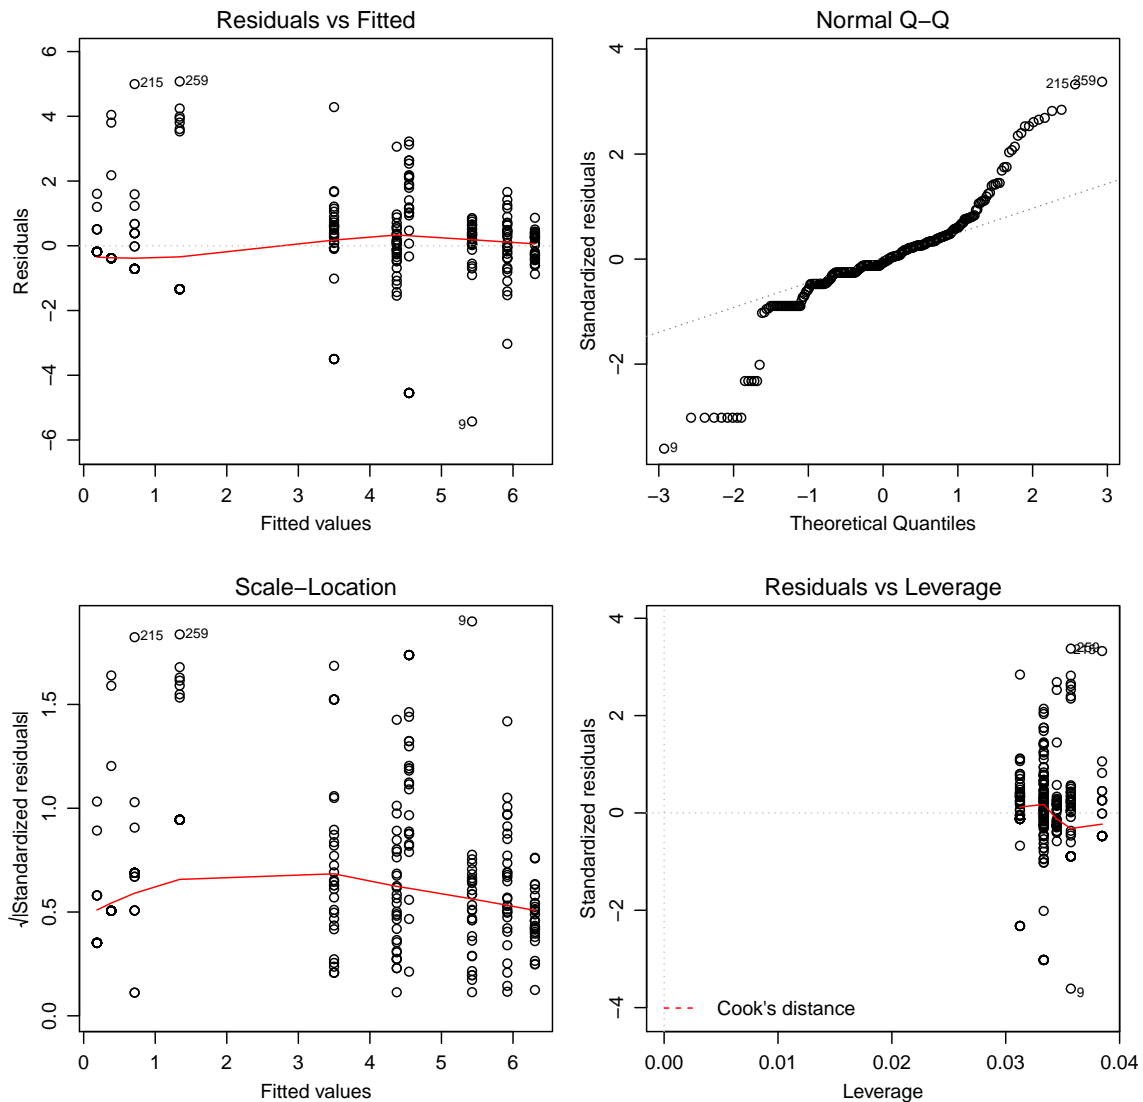 Residuals vs Fitted
Residuals
6
4
2
0
−2
−4
−6
215
259
9
0 1 2 3 4 5 6
Fitted values
Normal Q−Q
Standardized residuals
4
2
0
−2
215
259
9
−3 −2 −1 0 1 2 3
Theoretical Quantiles
Scale−Location
√|Standardized residuals|
1.5
1.0
0.5
0.0
215
259
9
0 1 2 3 4 5 6
Fitted values
Residuals vs Leverage
Standardized residuals
4
2
0
−2
−4
259
9
Cook's distance
0.00 0.01 0.02 0.03 0.04
Leverage